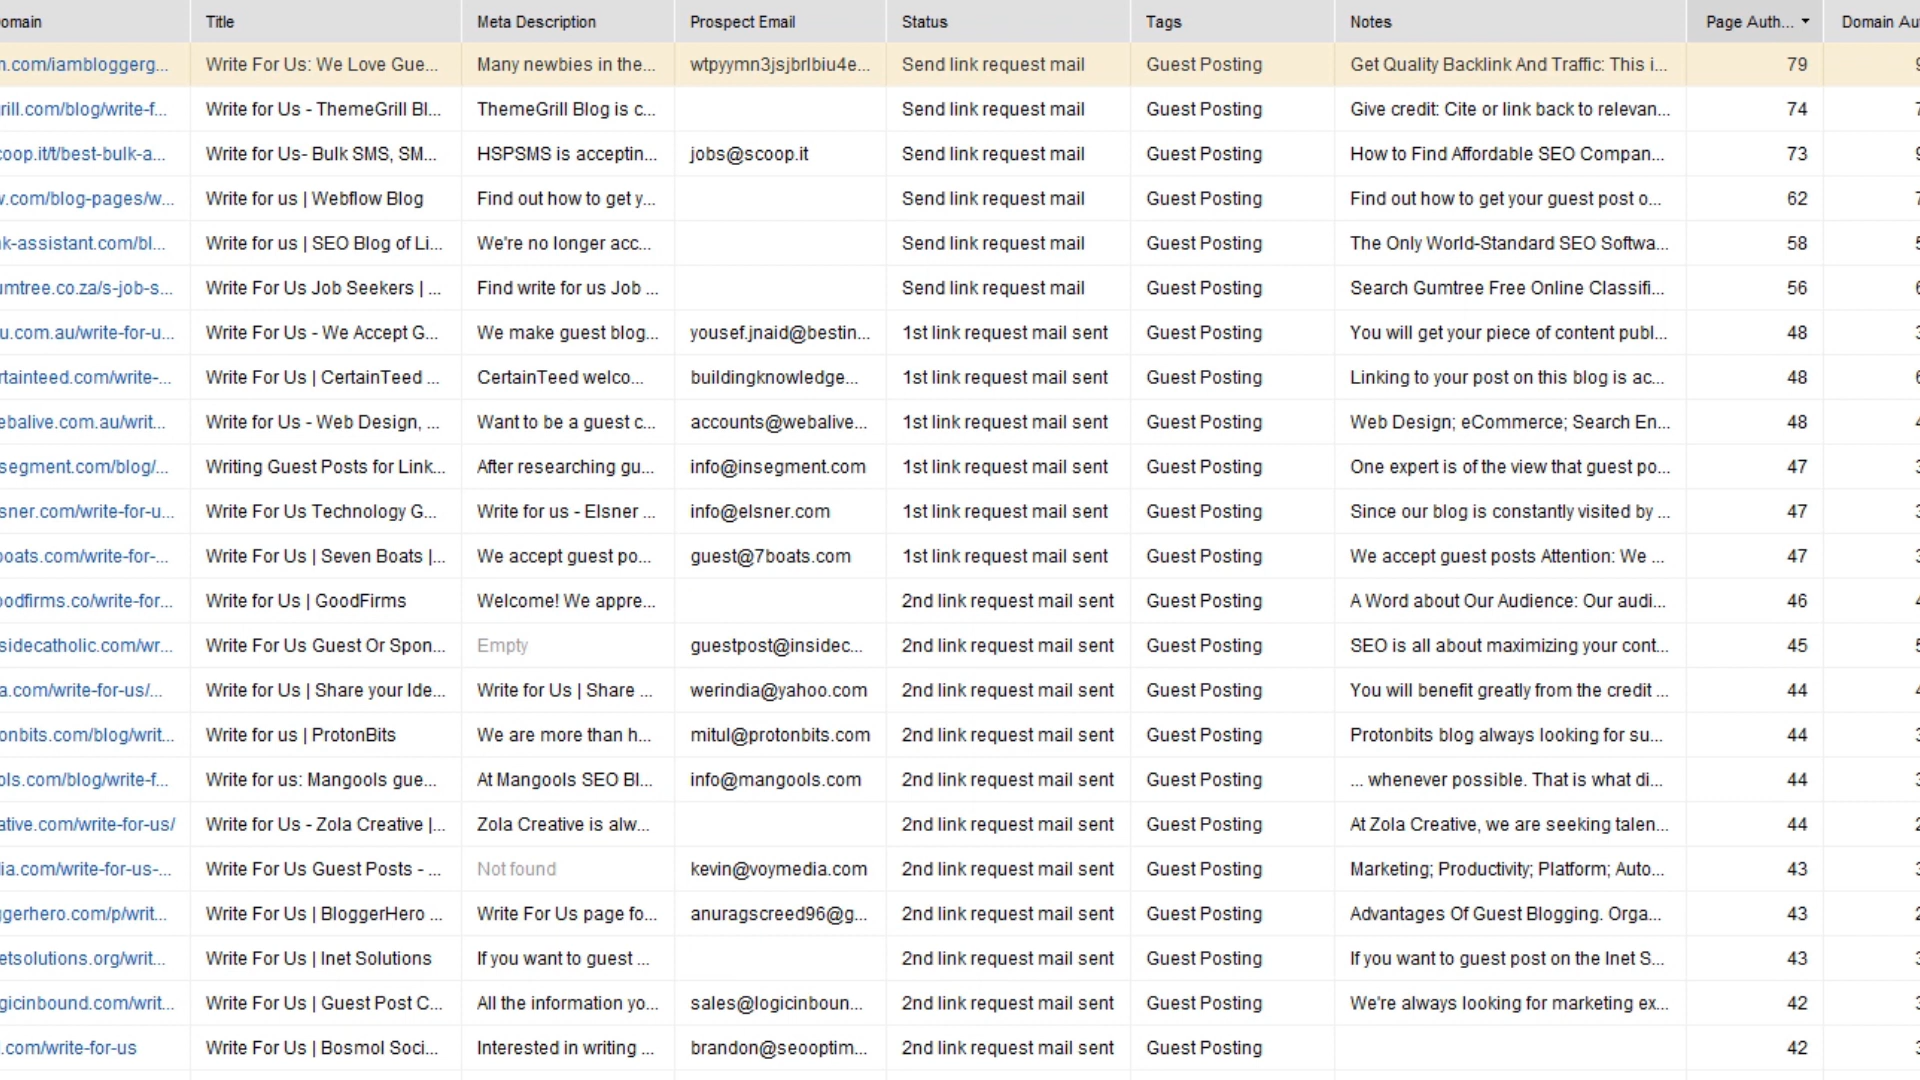 omain Title Meta Description Prospect Email Status Tags Notes Page Auth... Domain Au
n.com/iambloggerg... Write For Us: We Love Gue... Many newbies in the... wtpyymn3jsjbrlbiu4e... Send link request mail Guest Posting Get Quality Backlink And Traffic: This i... 79
rill.com/blog/write-f... Write for Us - ThemeGrill Bl... ThemeGrill Blog is c... Send link request mail Guest Posting Give credit: Cite or link back to relevan... 74
coop.it/t/best-bulk-a... Write for Us- Bulk SMS, SM... HSPSMS is acceptin... jobs@scoop.it Send link request mail Guest Posting How to Find Affordable SEO Compan... 73
w.com/blog-pages/w... Write for us | Webflow Blog Find out how to get y... Send link request mail Guest Posting Find out how to get your guest post o... 62
k-assistant.com/bl... Write for us | SEO Blog of Li... We're no longer acc... Send link request mail Guest Posting The Only World-Standard SEO Softwa... 58
umtree.co.za/s-job-s... Write For Us Job Seekers | ... Find write for us Job ... Send link request mail Guest Posting Search Gumtree Free Online Classifi... 56
u.com.au/write-for-u... Write For Us - We Accept G... We make guest blog... yousef.jnaid@bestin... 1st link request mail sent Guest Posting You will get your piece of content publ... 48
rtainteed.com/write-... Write For Us | CertainTeed ... CertainTeed welco... buildingknowledge... 1st link request mail sent Guest Posting Linking to your post on this blog is ac... 48
ebalive.com.au/writ... Write for Us - Web Design, ... Want to be a guest c... accounts@webalive... 1st link request mail sent Guest Posting Web Design; eCommerce; Search En... 48
segment.com/blog/... Writing Guest Posts for Link... After researching gu... info@insegment.com 1st link request mail sent Guest Posting One expert is of the view that guest po... 47
sner.com/write-for-u... Write For Us Technology G... Write for us - Elsner ... info@elsner.com 1st link request mail sent Guest Posting Since our blog is constantly visited by ... 47
boats.com/write-for-... Write For Us | Seven Boats |... We accept guest po... guest@7boats.com 1st link request mail sent Guest Posting We accept guest posts Attention: We ... 47
oodfirms.co/write-for... Write for Us | GoodFirms Welcome! We appre... 2nd link request mail sent Guest Posting A Word about Our Audience: Our audi... 46
sidecatholic.com/wr... Write For Us Guest Or Spon... Empty guestpost@insidec... 2nd link request mail sent Guest Posting SEO is all about maximizing your cont... 45
a.com/write-for-us/... Write for Us | Share your Ide... Write for Us | Share ... werindia@yahoo.com 2nd link request mail sent Guest Posting You will benefit greatly from the credit ... 44
onbits.com/blog/writ... Write for us | ProtonBits We are more than h... mitul@protonbits.com 2nd link request mail sent Guest Posting Protonbits blog always looking for su... 44
ols.com/blog/write-f... Write for us: Mangools gue... At Mangools SEO Bl... info@mangools.com 2nd link request mail sent Guest Posting ... whenever possible. That is what di... 44
ative.com/write-for-us/ Write for Us - Zola Creative |... Zola Creative is alw... 2nd link request mail sent Guest Posting At Zola Creative, we are seeking talen... 44
lia.com/write-for-us-... Write For Us Guest Posts - ... Not found kevin@voymedia.com 2nd link request mail sent Guest Posting Marketing; Productivity; Platform; Auto... 43
ggerhero.com/p/writ... Write For Us | BloggerHero ... Write For Us page fo... anuragscreed96@g... 2nd link request mail sent Guest Posting Advantages Of Guest Blogging. Orga... 43
etsolutions.org/writ... Write For Us | Inet Solutions If you want to guest ... 2nd link request mail sent Guest Posting If you want to guest post on the Inet S... 43
gicinbound.com/writ... Write For Us | Guest Post C... All the information yo... sales@logicinboun... 2nd link request mail sent Guest Posting We're always looking for marketing ex... 42
.com/write-for-us Write For Us | Bosmol Soci... Interested in writing ... brandon@seooptim... 2nd link request mail sent Guest Posting 42